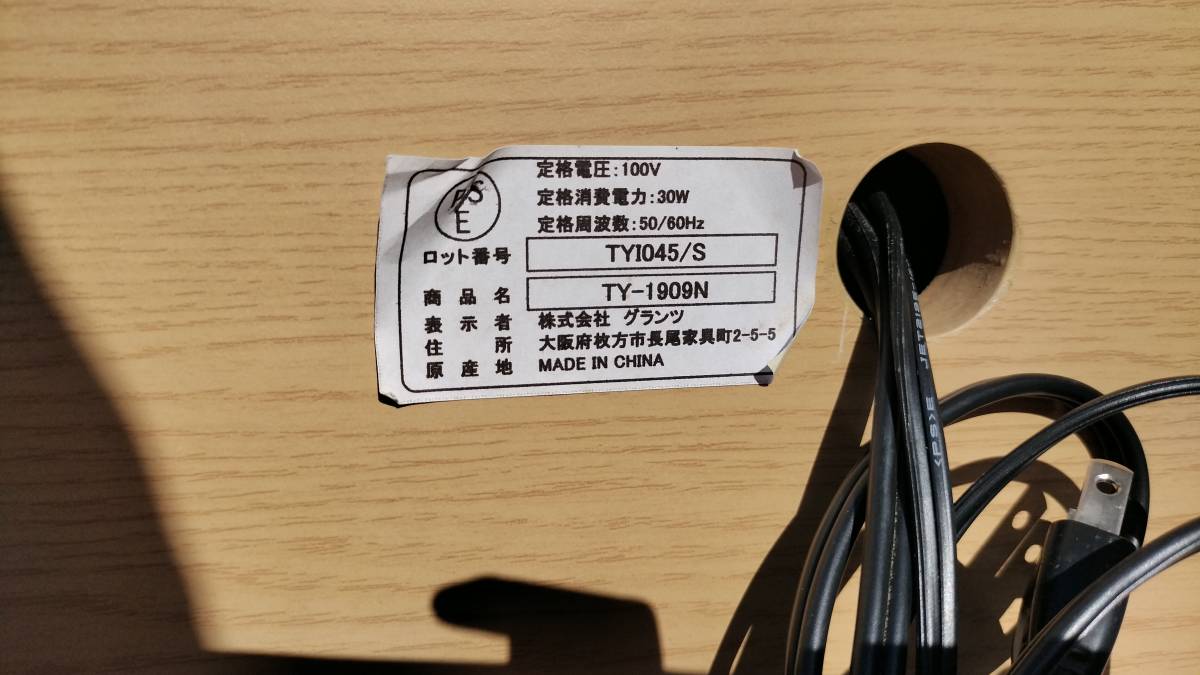 PS
E
定格電圧:100V
定格消費電力:30W
定格周波数:50/60Hz
ロット番号 TYI045/S
商品名 TY-1909N
表示者 株式会社 グランツ
住所 大阪府枚方市長尾家具町2-5-5
原産地 MADE IN CHINA
<PS>E